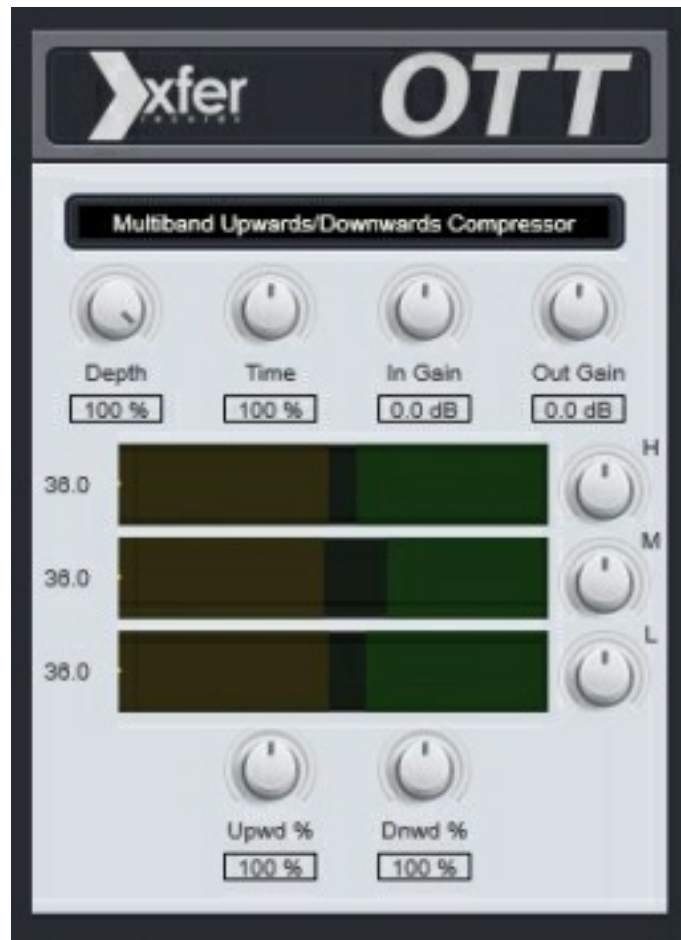 xfer OTT
records
Multiband Upwards/Downwards Compressor
Depth Time In Gain Out Gain
100 % 100 % 0.0 dB 0.0 dB
H
36.0
M
36.0
L
36.0
Upwd % Dnwd %
100 % 100 %